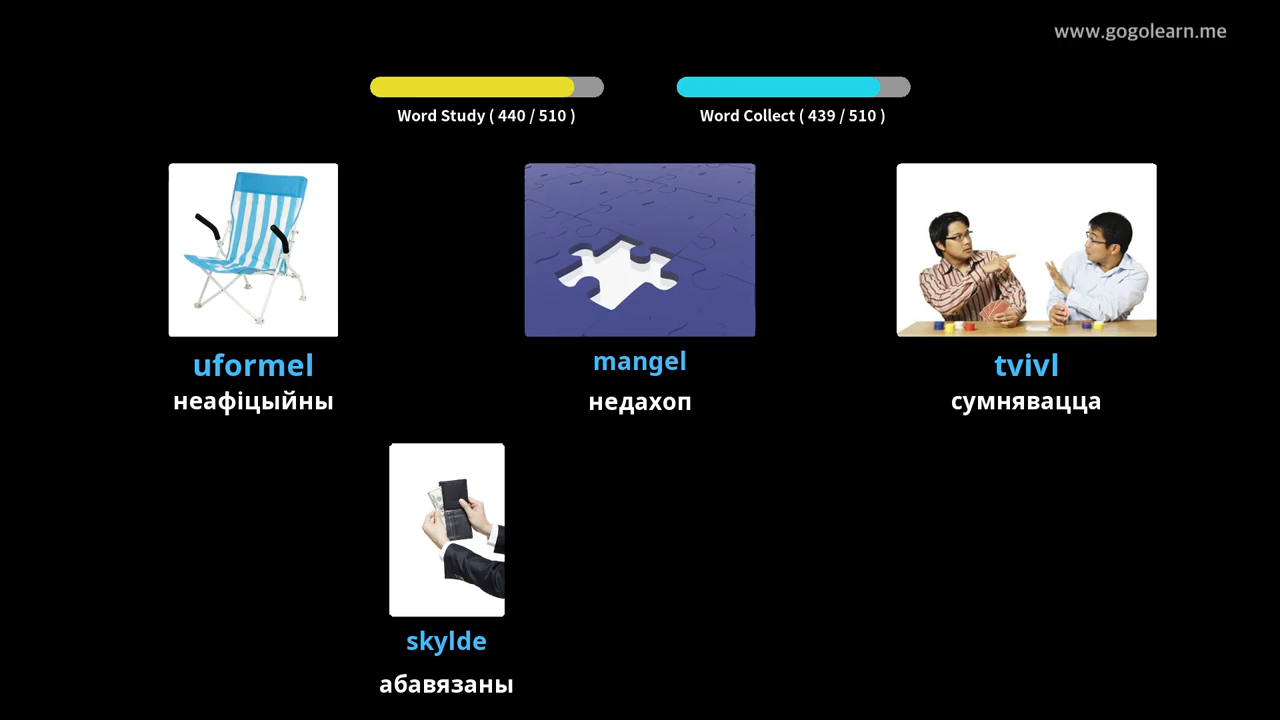 www.gogolearn.me
Word Study ( 440 / 510 )
Word Collect ( 439 / 510 )
uformel
неафіцыйны
mangel
недахоп
tvivl
сумнявацца
skylde
абавязаны